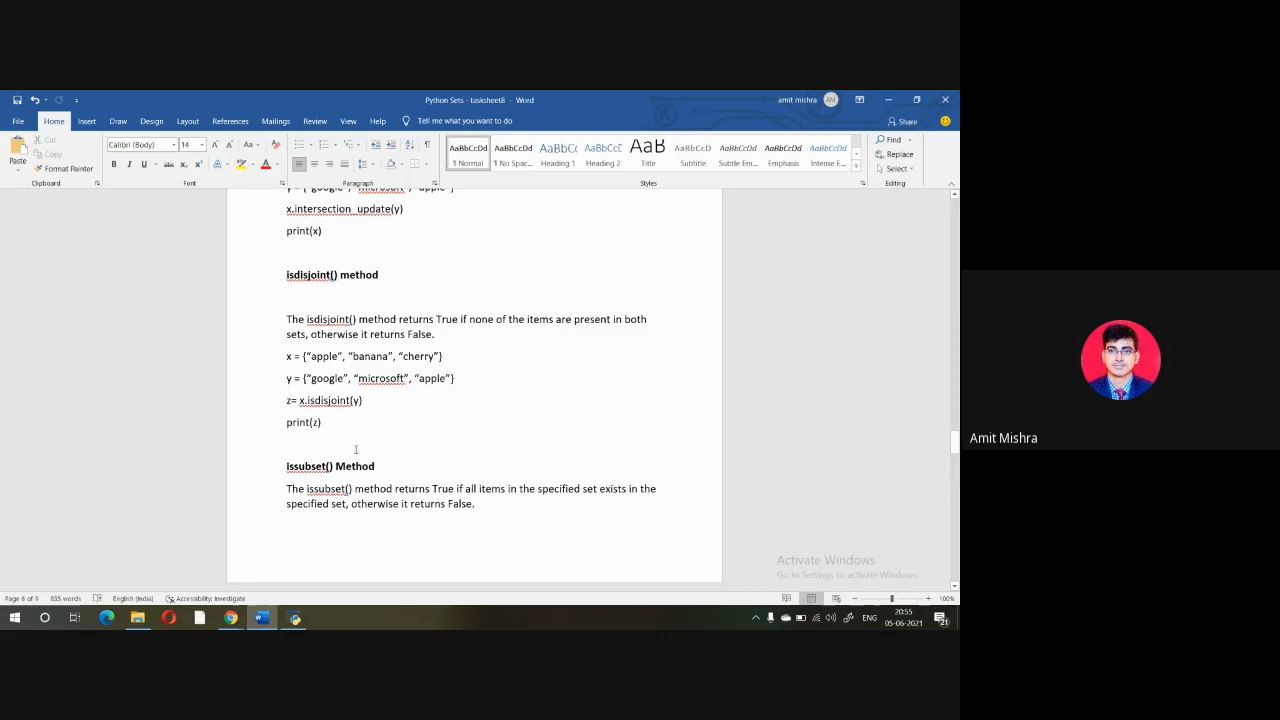 Python Sets - tasksheet8 - Word
amit mishra
AM
File Home Insert Draw Design Layout References Mailings Review View Help Tell me what you want to do
Share
Paste
Cut
Copy
Format Painter
Clipboard
Calibri (Body) 14
Font
Paragraph
AaBbCcDd AaBbCcDd AaBbC( AaBbCcD AaB AaBbCcD AaBbCcDd AaBbCcDd AaBbCcDd
¶ Normal ¶ No Spac... Heading 1 Heading 2 Title Subtitle Subtle Em... Emphasis Intense E...
Styles
Find
Replace
Select
Editing
y = {"google", "microsoft", "apple"}
x.intersection_update(y)
print(x)
isdisjoint() method
The isdisjoint() method returns True if none of the items are present in both
sets, otherwise it returns False.
x = {“apple”, “banana”, “cherry”}
y = {“google”, “microsoft”, “apple”}
z= x.isdisjoint(y)
print(z)
issubset() Method
The issubset() method returns True if all items in the specified set exists in the
specified set, otherwise it returns False.
Activate Windows
Go to Settings to activate Windows.
Page 6 of 9 835 words English (India) Accessibility: Investigate
100%
ENG
20:55
05-06-2021
21
Amit Mishra